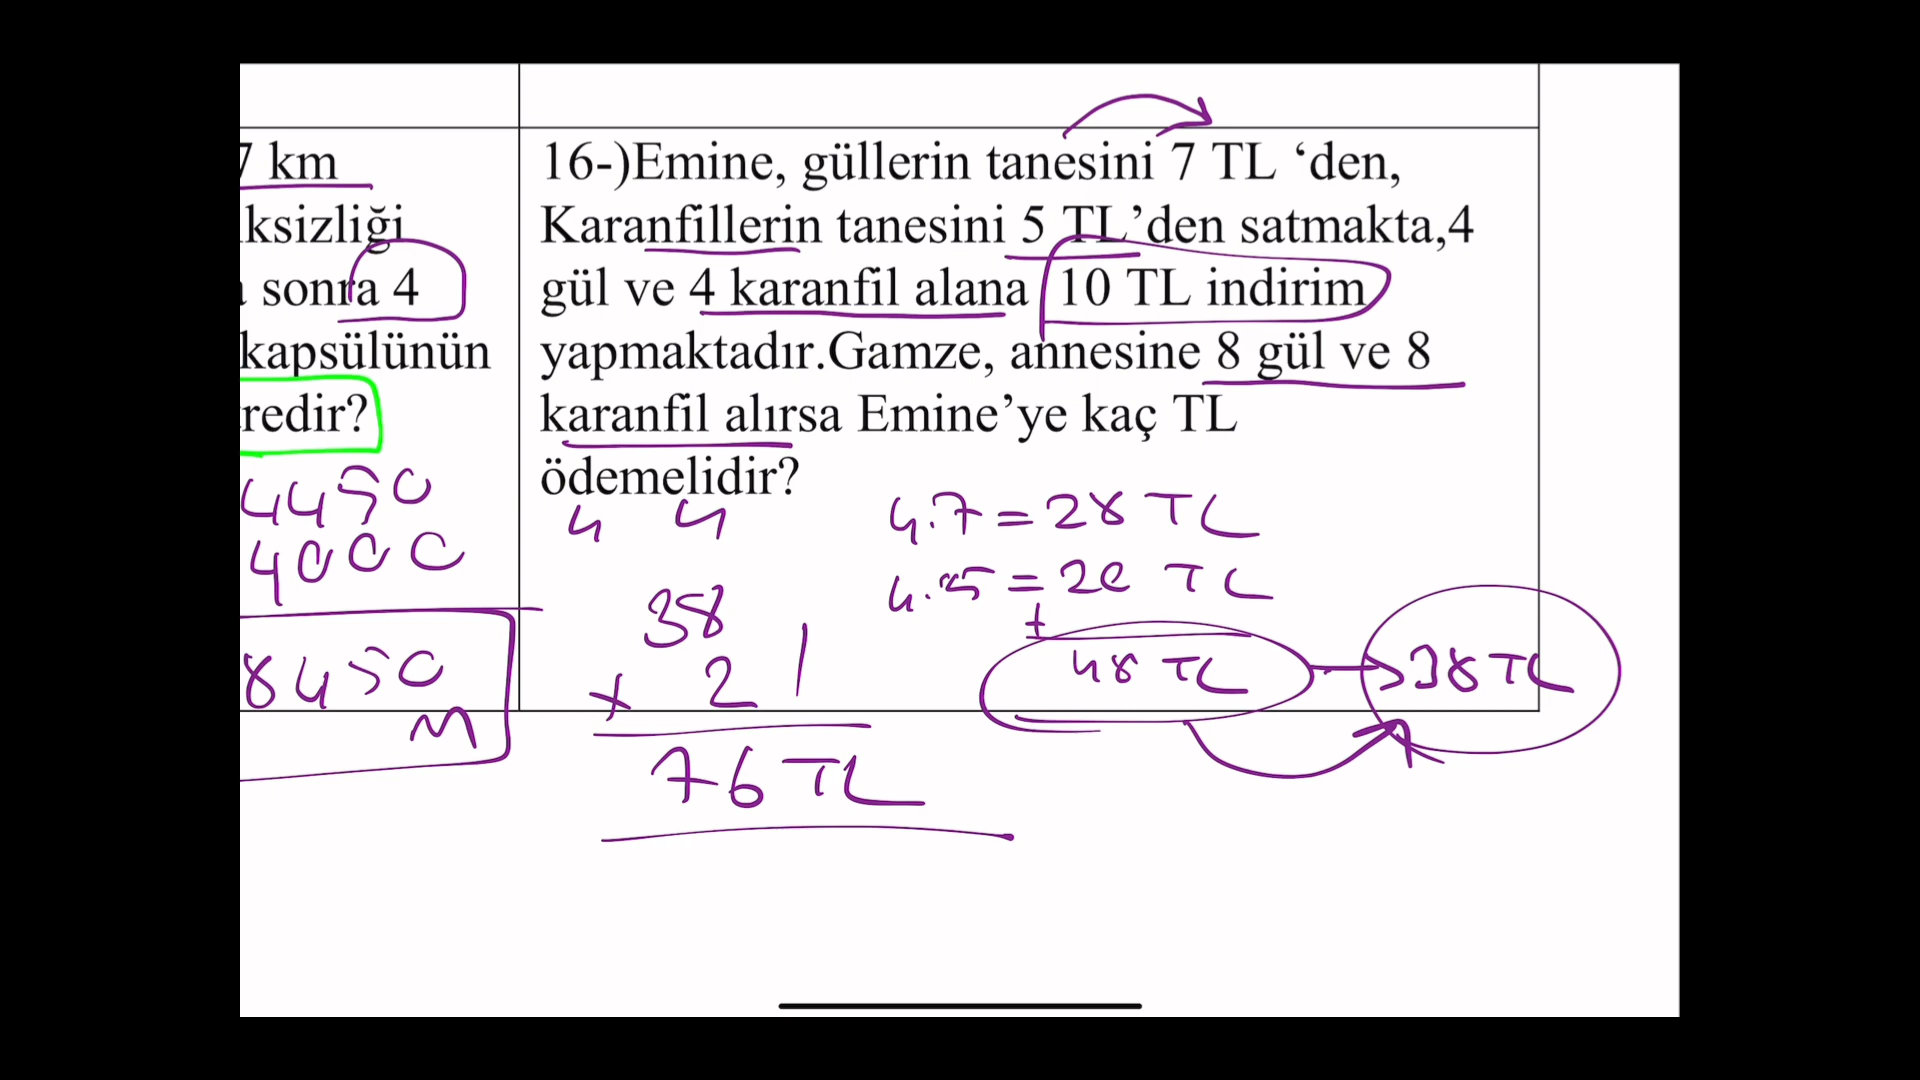 7 km
ksizliği
sonra 4
kapsülünün
redir?
4450
4000
8450
M
16-)Emine, güllerin tanesini 7 TL ‘den,
Karanfillerin tanesini 5 TL’den satmakta,4
gül ve 4 karanfil alana 10 TL indirim
yapmaktadır.Gamze, annesine 8 gül ve 8
karanfil alırsa Emine’ye kaç TL
ödemelidir?
4 4
4.7=28 TL
4.5=20 TL
+
48 TL → 38 TL
38
x 2
76 TL